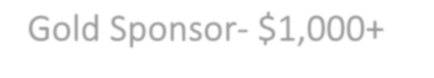 Gold Sponsor- $1,000+